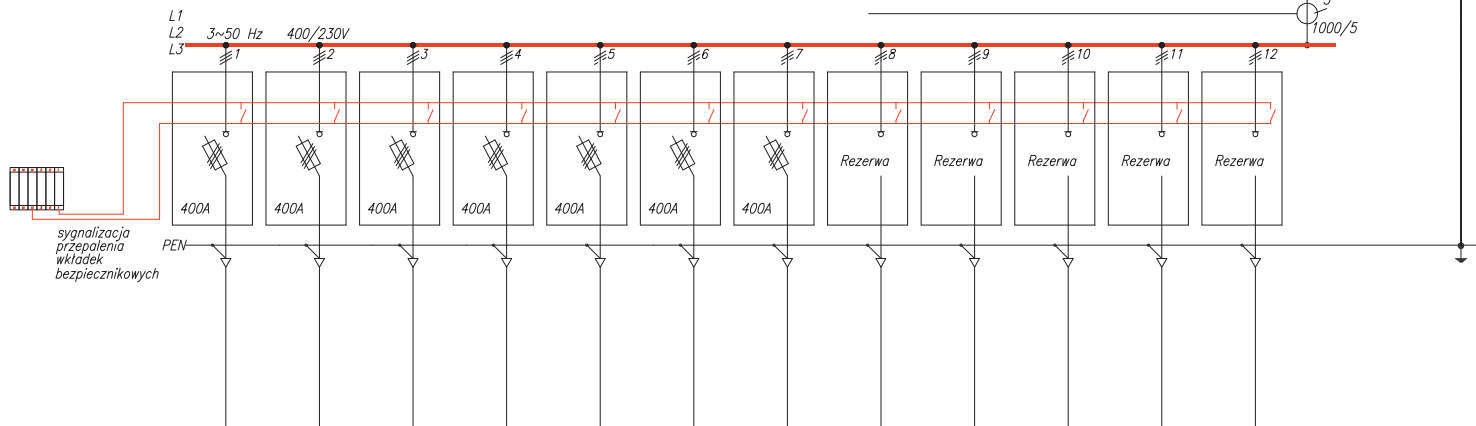 L1
L2
L3
3~50 Hz
400/230V
1000/5
1
2
3
4
5
6
7
8
9
10
11
12
Rezerwa
Rezerwa
Rezerwa
Rezerwa
Rezerwa
400A
400A
400A
400A
400A
400A
400A
sygnalizacja
przepalenia
wkładek
bezpiecznikowych
PEN